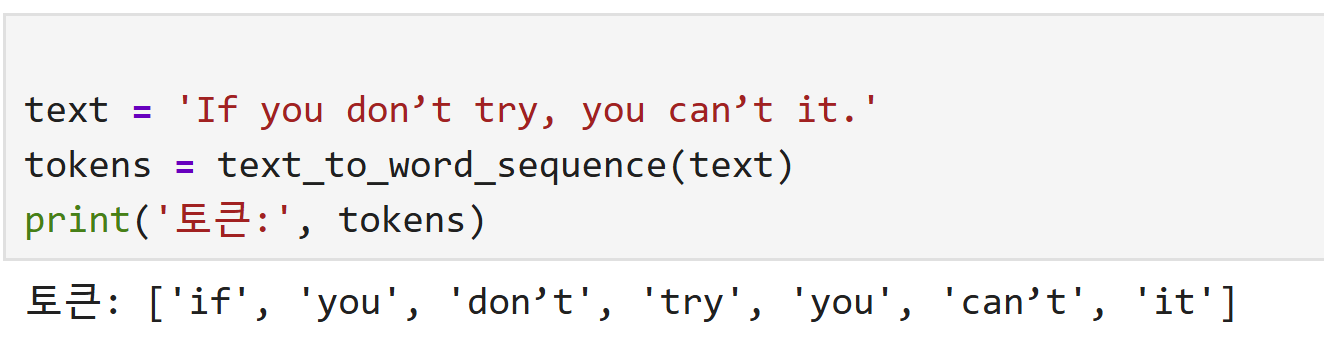 text = 'If you don’t try, you can’t it.'
tokens = text_to_word_sequence(text)
print('토큰:', tokens)
토큰: ['if', 'you', 'don’t', 'try', 'you', 'can’t', 'it']